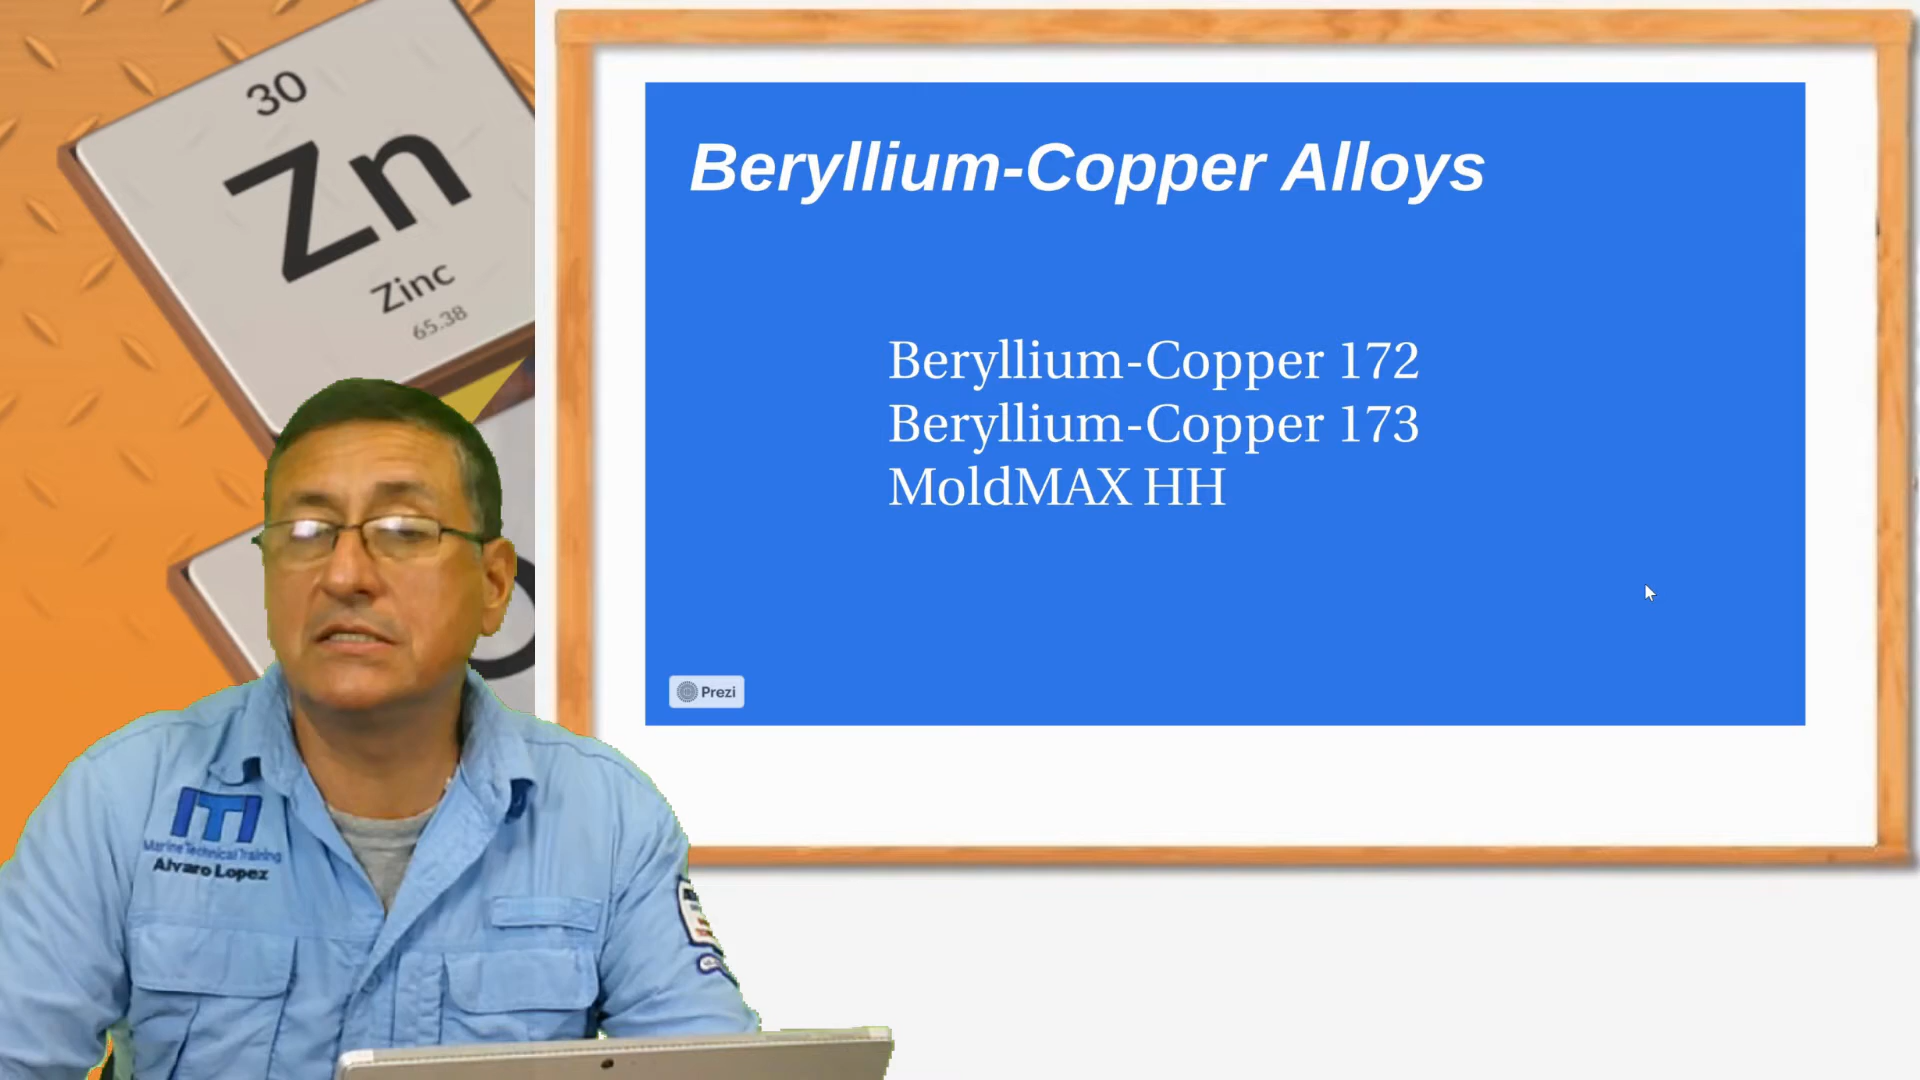 30
Zn
Zinc
65.38
Beryllium-Copper Alloys
Beryllium-Copper 172
Beryllium-Copper 173
MoldMAX HH
Prezi
MTT
Marine Technical Training
Alvaro Lopez